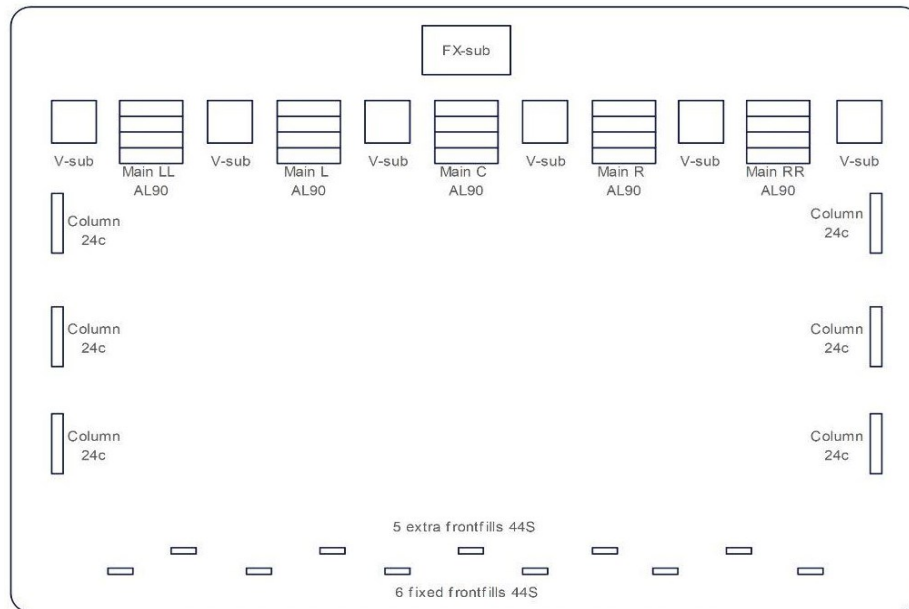 FX-sub
V-sub
Main LL
AL90
V-sub
Main L
AL90
V-sub
Main C
AL90
V-sub
Main R
AL90
V-sub
Main RR
AL90
V-sub
Column
24c
Column
24c
Column
24c
Column
24c
Column
24c
Column
24c
5 extra frontfills 44S
6 fixed frontfills 44S